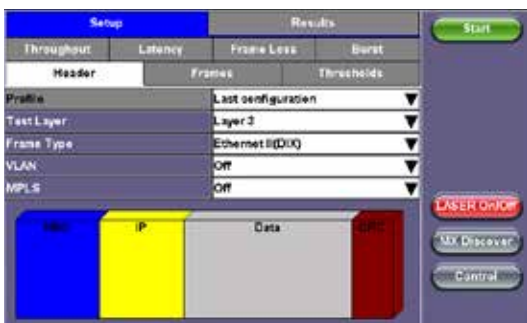 Setup Results
Throughput Latency Frame Loss Burst
Header Frames Thresholds
Profile Last configuration
Test Layer Layer 3
Frame Type Ethernet II(DIX)
VLAN Off
MPLS Off
MAC IP Data CRC
Start
LASER On/Off
MX Discover
Control